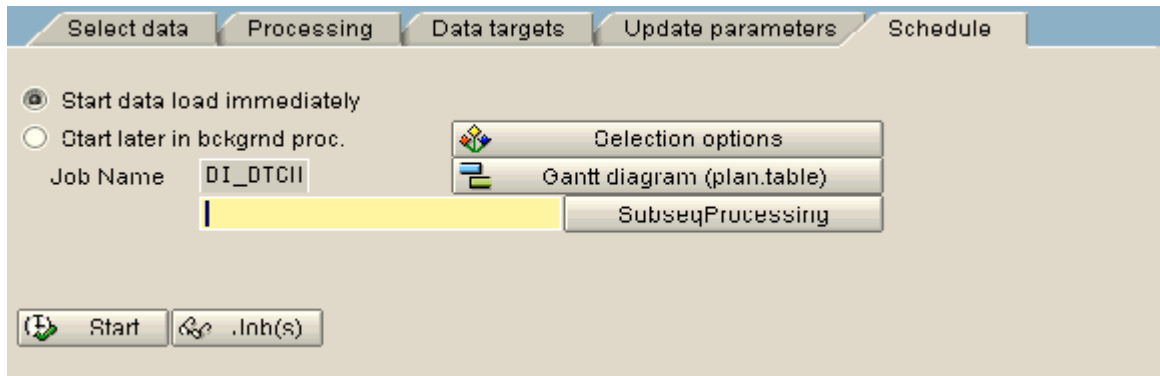 Select data Processing Data targets Update parameters Schedule
Start data load immediately
Start later in bckgrnd proc. Selection options
Job Name Gantt diagram (plan.table)
SubseqProcessing
Start Job(s)